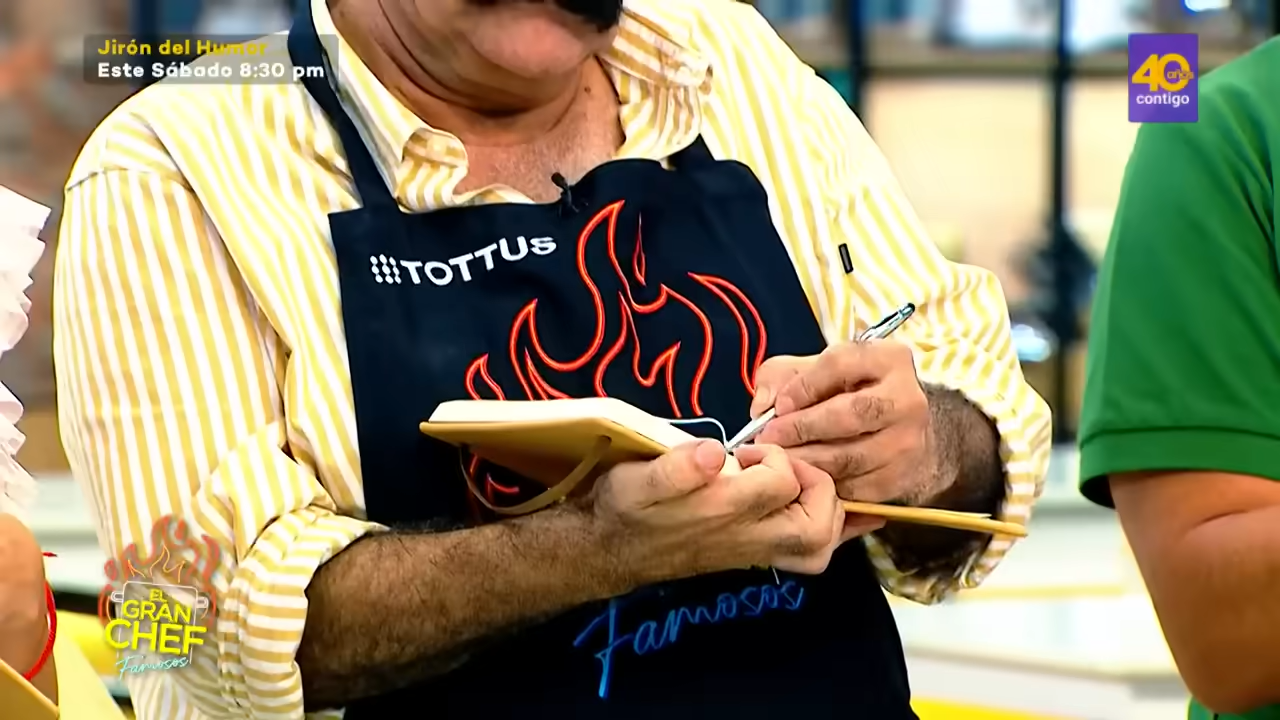 Jirón del Humor
Este Sábado 8:30 pm
40 años
contigo
TOTTUS
Famosos
EL
GRAN
CHEF
Famosos